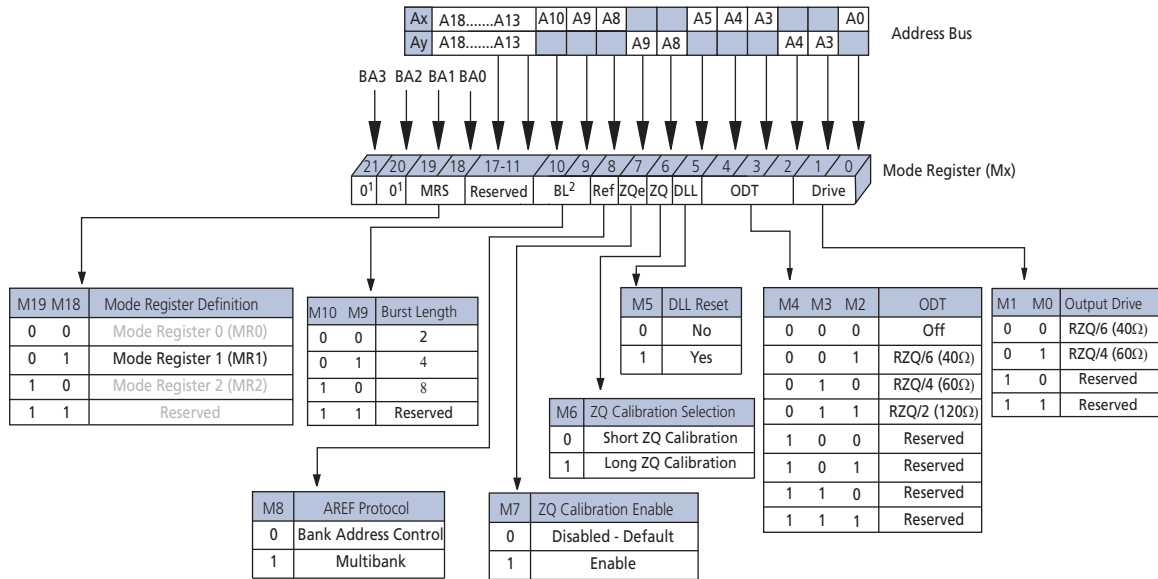 Ax A18.......A13 A10 A9 A8 A5 A4 A3 A0
Ay A18.......A13 A9 A8 A4 A3
Address Bus
BA3 BA2 BA1 BA0
21 20 19 18 17-11 10 9 8 7 6 5 4 3 2 1 0
Mode Register (Mx)
0¹ 0¹ MRS Reserved BL² Ref ZQe ZQ DLL ODT Drive
M19 M18 Mode Register Definition
0 0 Mode Register 0 (MR0)
0 1 Mode Register 1 (MR1)
1 0 Mode Register 2 (MR2)
1 1 Reserved
M10 M9 Burst Length
0 0 2
0 1 4
1 0 8
1 1 Reserved
M5 DLL Reset
0 No
1 Yes
M4 M3 M2 ODT
0 0 0 Off
0 0 1 RZQ/6 (40Ω)
0 1 0 RZQ/4 (60Ω)
0 1 1 RZQ/2 (120Ω)
1 0 0 Reserved
1 0 1 Reserved
1 1 0 Reserved
1 1 1 Reserved
M1 M0 Output Drive
0 0 RZQ/6 (40Ω)
0 1 RZQ/4 (60Ω)
1 0 Reserved
1 1 Reserved
M6 ZQ Calibration Selection
0 Short ZQ Calibration
1 Long ZQ Calibration
M8 AREF Protocol
0 Bank Address Control
1 Multibank
M7 ZQ Calibration Enable
0 Disabled - Default
1 Enable